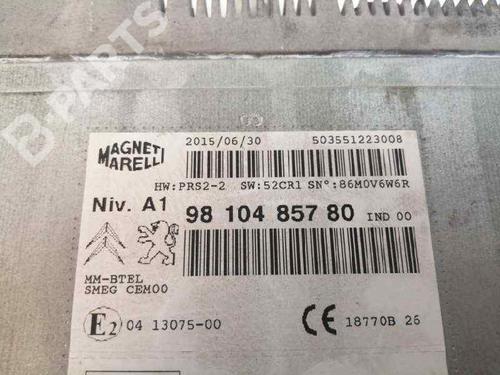 B-PARTS
MAGNETI
MARELLI
2015/06/30 503551223008
HW:PRS2-2 SW:52CR1 SN°:86M0V6W6R
Niv. A1 98 104 857 80 IND 00
MM-BTEL
SMEG CEM00
E2 04 13075-00 CE 18770B 26